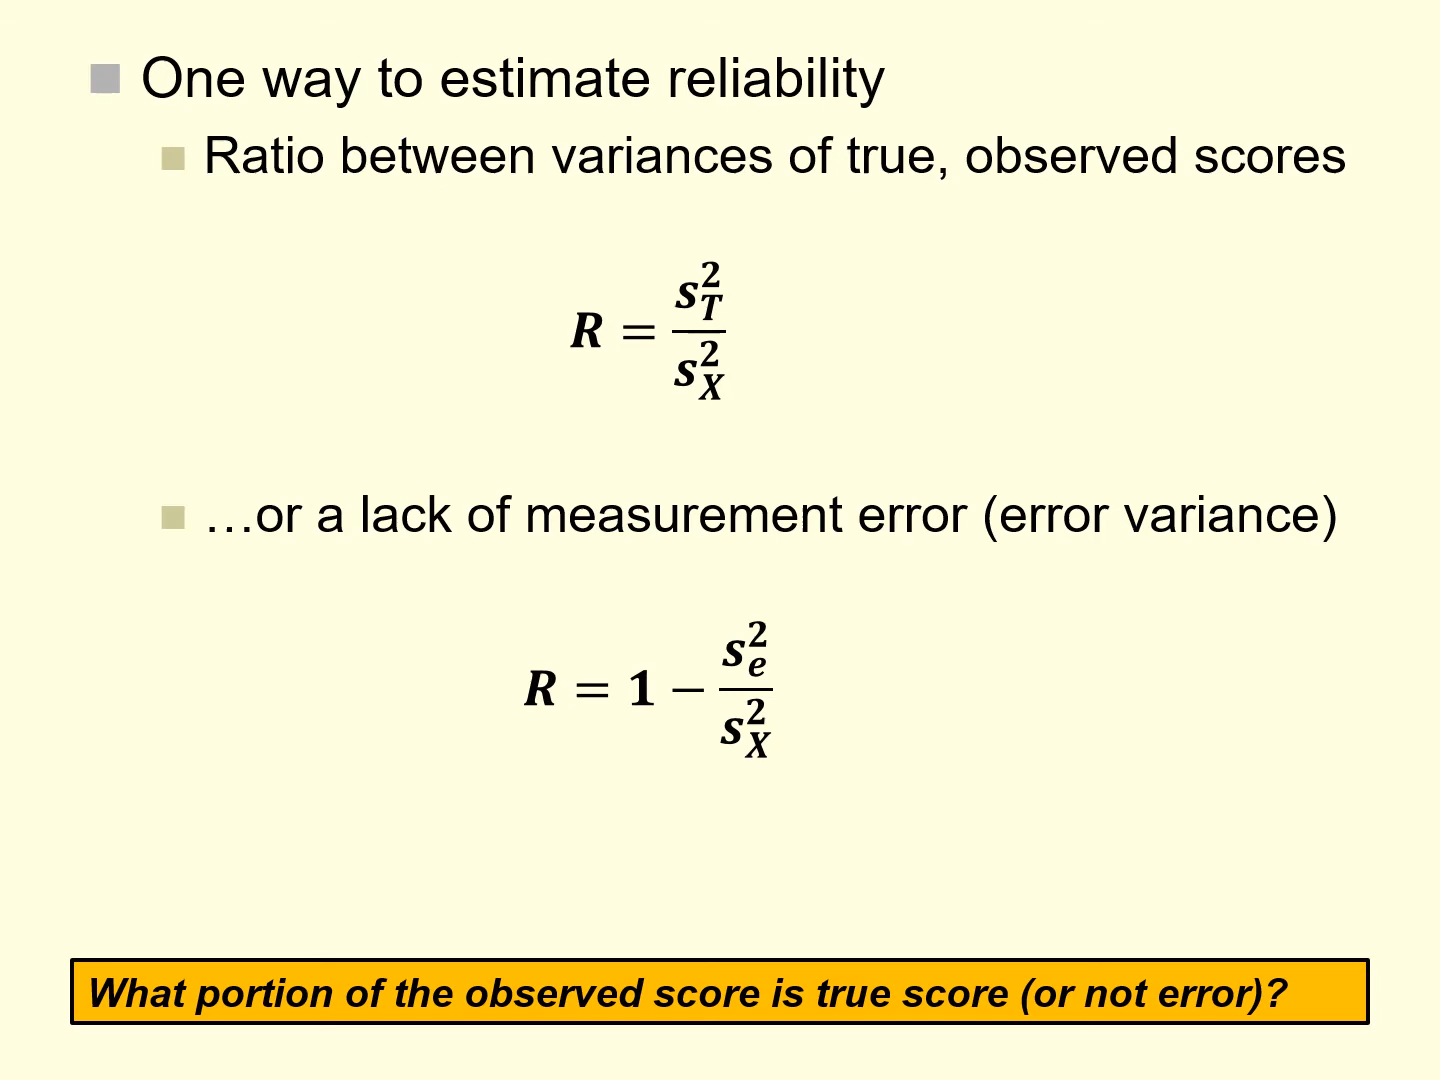 One way to estimate reliability
Ratio between variances of true, observed scores
$R = \frac{s_T^2}{s_X^2}$
…or a lack of measurement error (error variance)
$R = 1 - \frac{s_e^2}{s_X^2}$
What portion of the observed score is true score (or not error)?